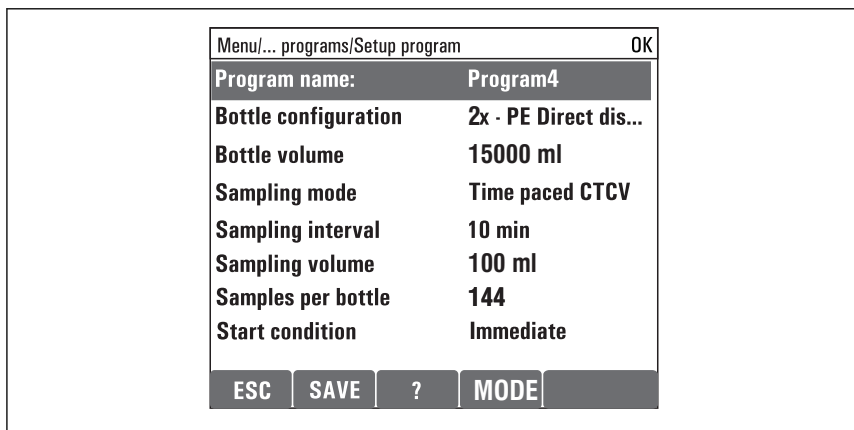 Menu/... programs/Setup program OK
Program name: Program4
Bottle configuration 2x - PE Direct dis...
Bottle volume 15000 ml
Sampling mode Time paced CTCV
Sampling interval 10 min
Sampling volume 100 ml
Samples per bottle 144
Start condition Immediate
ESC SAVE ? MODE